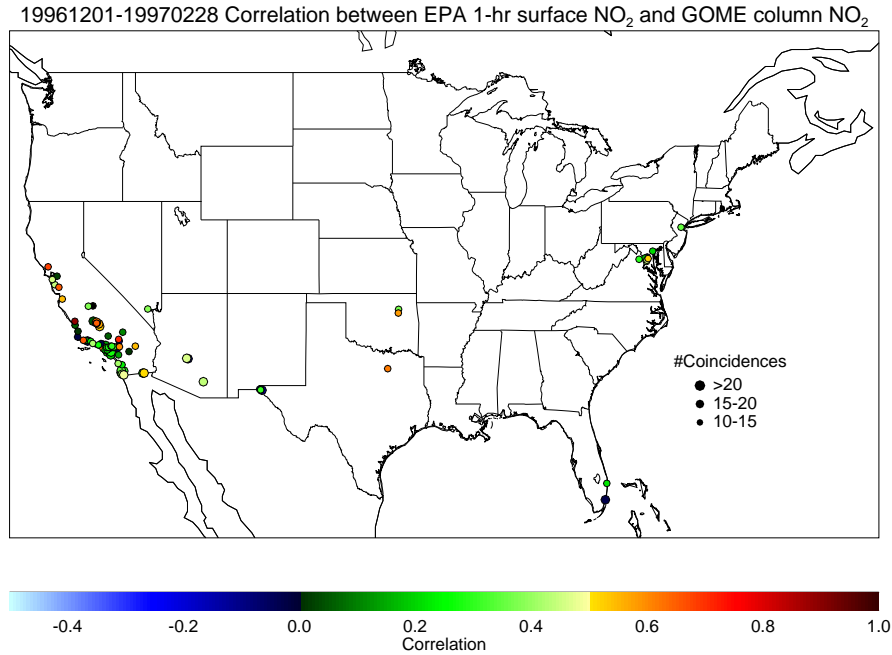 19961201-19970228 Correlation between EPA 1-hr surface NO₂ and GOME column NO₂
#Coincidences
>20
15-20
10-15
-0.4 -0.2 0.0 0.2 0.4 0.6 0.8 1.0
Correlation